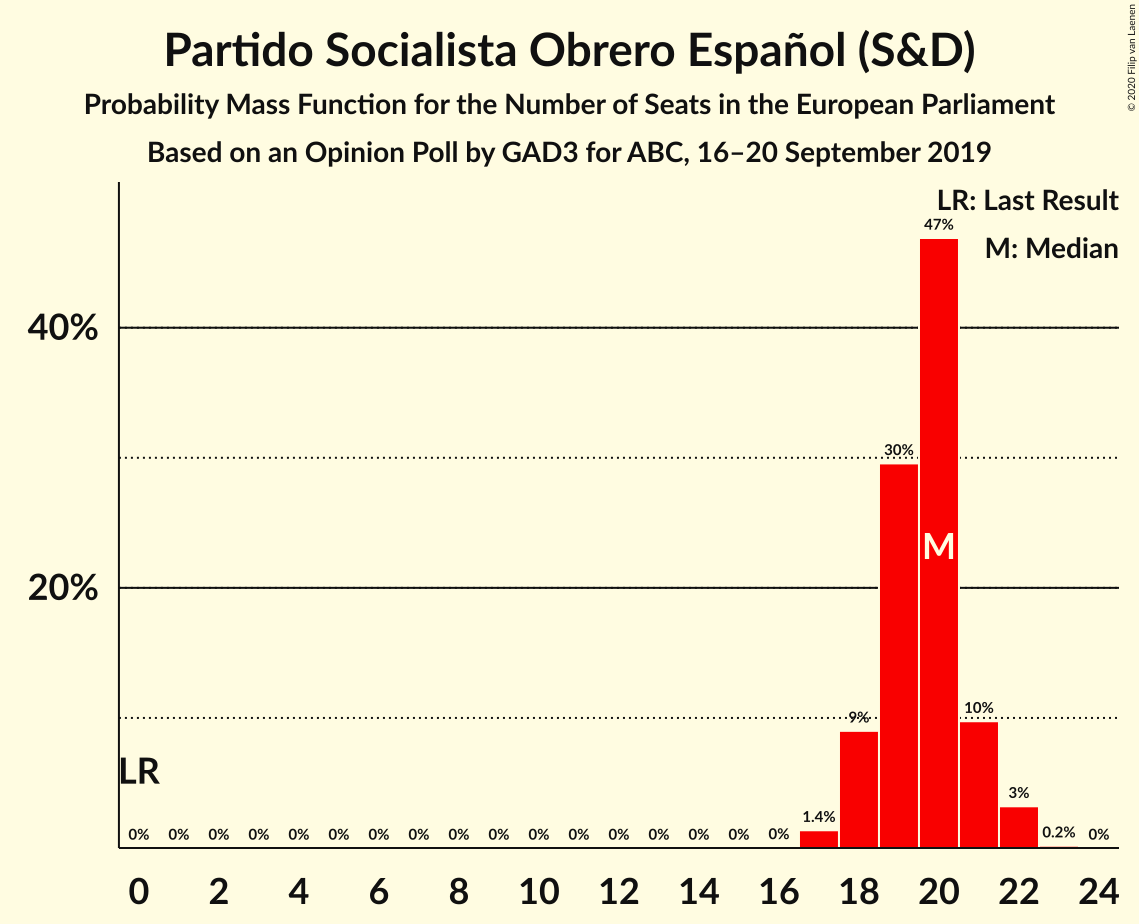 Partido Socialista Obrero Español (S&D)
Probability Mass Function for the Number of Seats in the European Parliament
Based on an Opinion Poll by GAD3 for ABC, 16–20 September 2019
© 2020 Filip van Laenen
LR: Last Result
47%
M: Median
40%
30%
M
20%
9%
10%
LR
3%
1.4%
0% 0% 0% 0% 0% 0% 0% 0% 0% 0% 0% 0% 0% 0% 0% 0% 0% 0.2% 0%
0 2 4 6 8 10 12 14 16 18 20 22 24